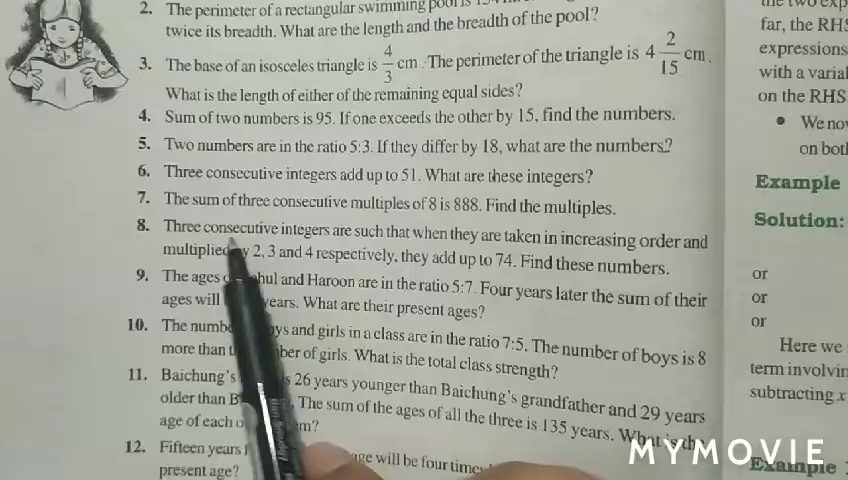 2. The perimeter of a rectangular swimming pool is
twice its breadth. What are the length and the breadth of the pool?
3. The base of an isosceles triangle is 4/3 cm. The perimeter of the triangle is 4 2/15 cm.
What is the length of either of the remaining equal sides?
4. Sum of two numbers is 95. If one exceeds the other by 15, find the numbers.
5. Two numbers are in the ratio 5:3. If they differ by 18, what are the numbers?
6. Three consecutive integers add up to 51. What are these integers?
7. The sum of three consecutive multiples of 8 is 888. Find the multiples.
8. Three consecutive integers are such that when they are taken in increasing order and
multiplied by 2, 3 and 4 respectively, they add up to 74. Find these numbers.
9. The ages hul and Haroon are in the ratio 5:7. Four years later the sum of their
ages will years. What are their present ages?
10. The numbe ys and girls in a class are in the ratio 7:5. The number of boys is 8
more than ber of girls. What is the total class strength?
11. Baichung's is 26 years younger than Baichung's grandfather and 29 years
older than B The sum of the ages of all the three is 135 years. What is the
age of each m?
12. Fifteen years age will be four times
present age?
far, the RHS
expressions
with a varia
on the RHS
• We no
on bot
Example
Solution:
or
or
or
Here we
term involvin
subtracting x
Example
MYMOVIE